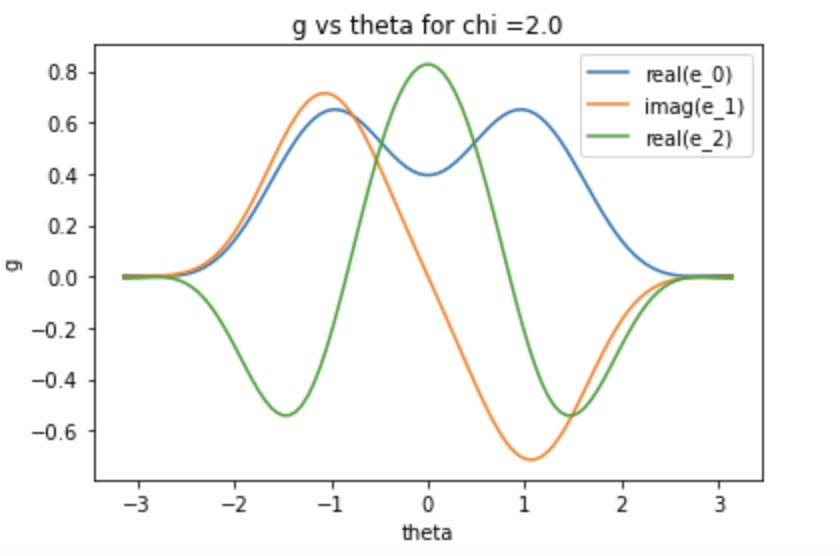 g vs theta for chi =2.0
real(e_0)
imag(e_1)
real(e_2)
0.8
0.6
0.4
0.2
0.0
−0.2
−0.4
−0.6
g
−3 −2 −1 0 1 2 3
theta